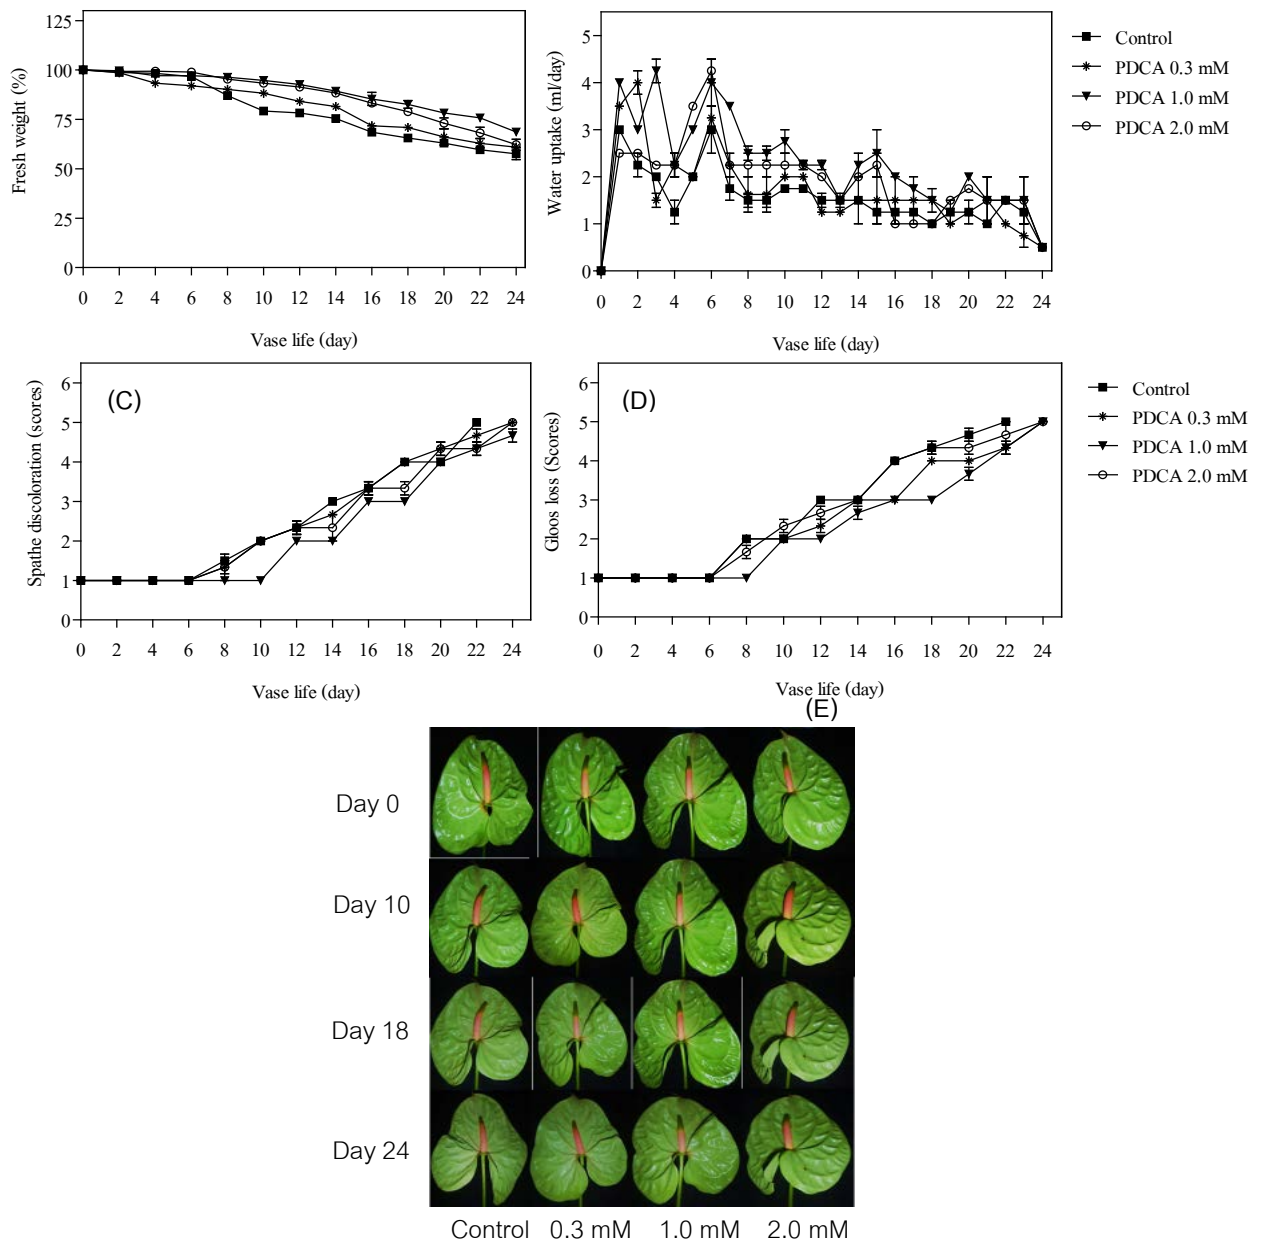 125
100
75
50
25
0
Fresh weight (%)
0 2 4 6 8 10 12 14 16 18 20 22 24
Vase life (day)
5
4
3
2
1
0
Water uptake (ml/day)
0 2 4 6 8 10 12 14 16 18 20 22 24
Vase life (day)
Control
PDCA 0.3 mM
PDCA 1.0 mM
PDCA 2.0 mM
(C)
6
5
4
3
2
1
0
Spathe discoloration (scores)
0 2 4 6 8 10 12 14 16 18 20 22 24
Vase life (day)
(D)
6
5
4
3
2
1
0
Gloos loss (Scores)
0 2 4 6 8 10 12 14 16 18 20 22 24
Vase life (day)
Control
PDCA 0.3 mM
PDCA 1.0 mM
PDCA 2.0 mM
(E)
Day 0
Day 10
Day 18
Day 24
Control 0.3 mM 1.0 mM 2.0 mM